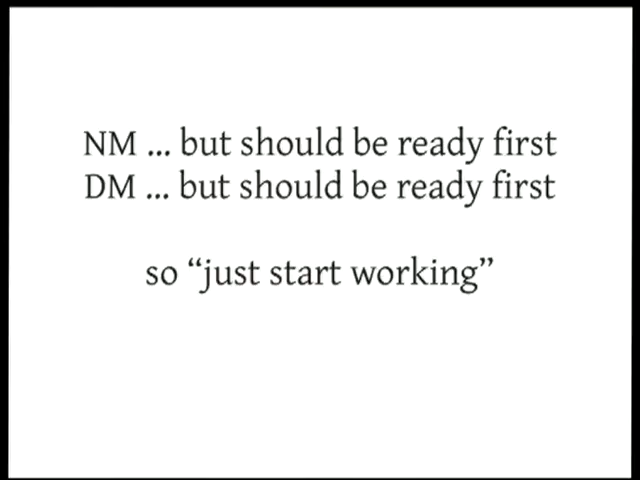 NM ... but should be ready first
DM ... but should be ready first
so “just start working”